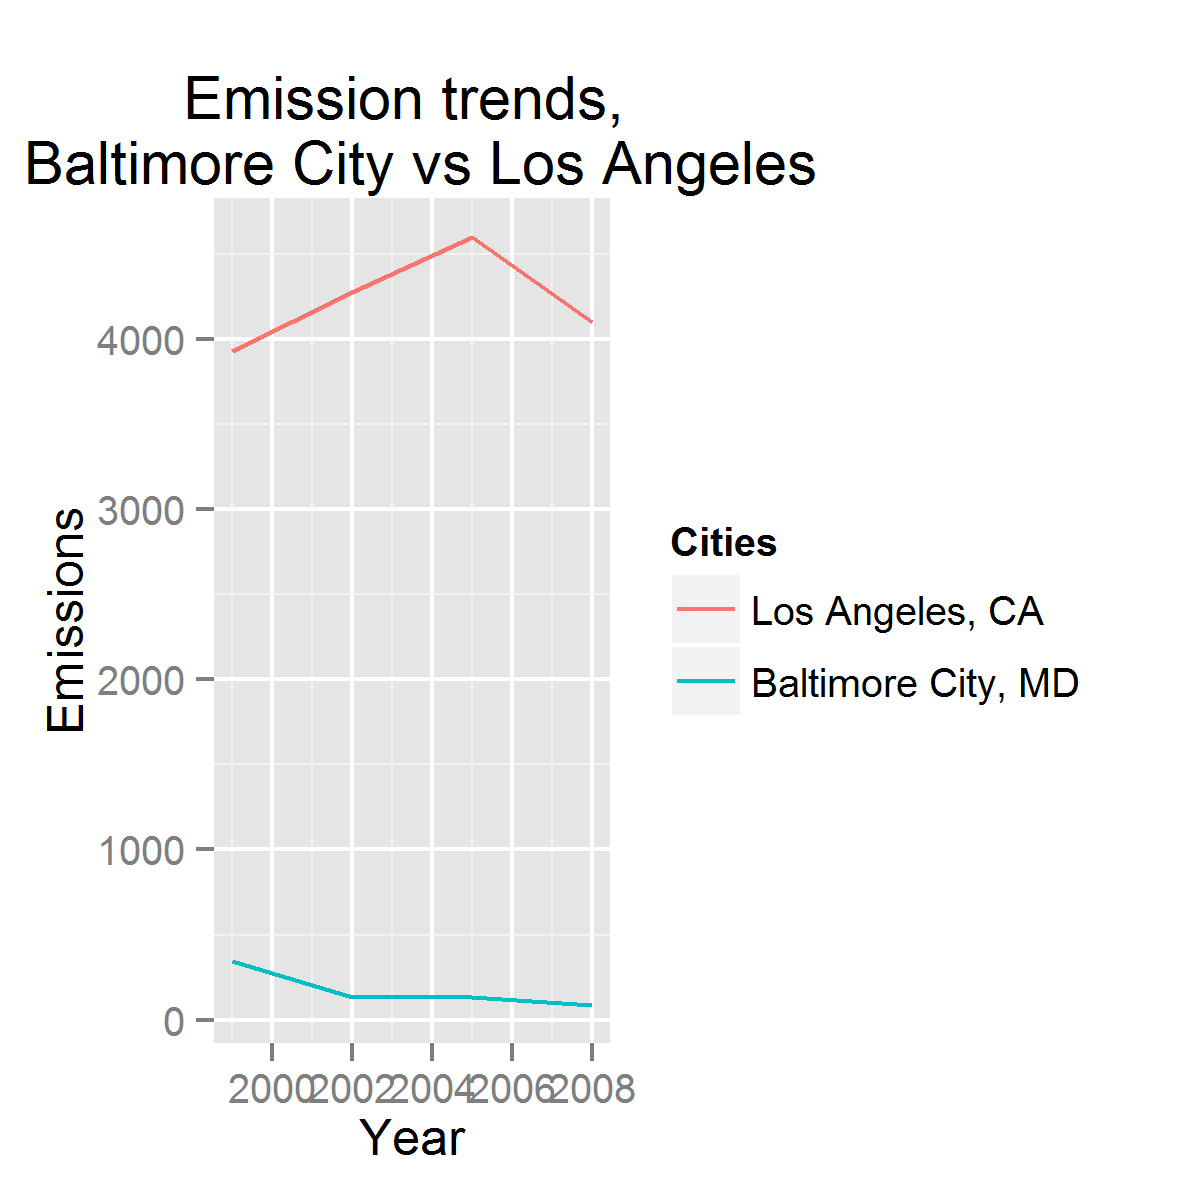 Emission trends,
Baltimore City vs Los Angeles
4000
3000
2000
1000
0
Emissions
2000 2002 2004 2006 2008
Year
Cities
Los Angeles, CA
Baltimore City, MD